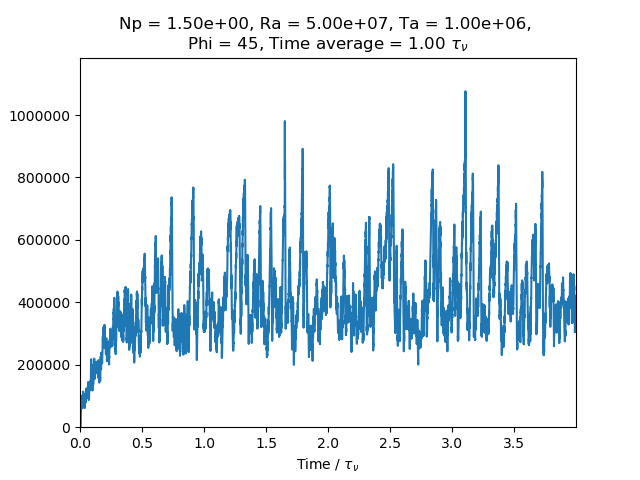 Np = 1.50e+00, Ra = 5.00e+07, Ta = 1.00e+06,
Phi = 45, Time average = 1.00 τν
1000000
800000
600000
400000
200000
0
0.0 0.5 1.0 1.5 2.0 2.5 3.0 3.5
Time / τν